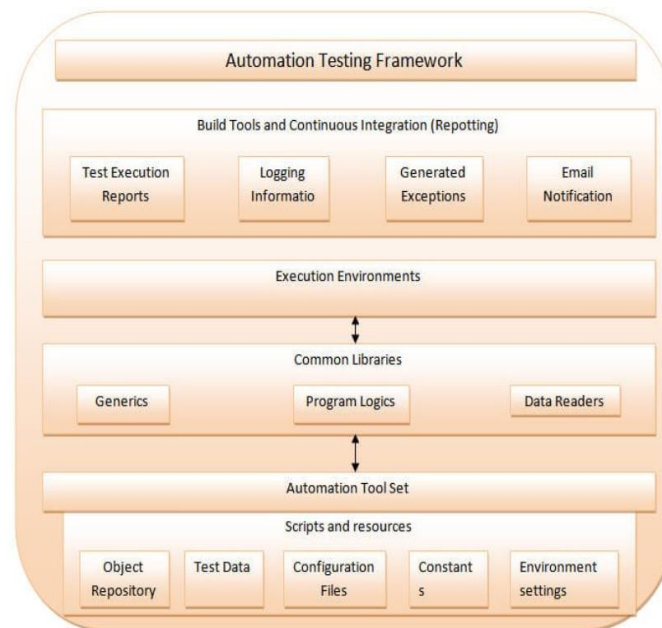 Automation Testing Framework
Build Tools and Continuous Integration (Repotting)
Test Execution
Reports
Logging
Informatio
Generated
Exceptions
Email
Notification
Execution Environments
Common Libraries
Generics
Program Logics
Data Readers
Automation Tool Set
Scripts and resources
Object
Repository
Test Data
Configuration
Files
Constant
s
Environment
settings